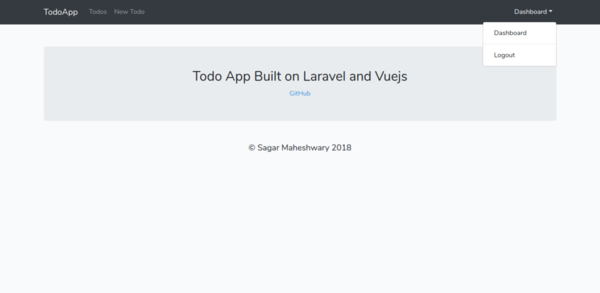 TodoApp Todos New Todo Dashboard
Dashboard
Logout
Todo App Built on Laravel and Vuejs
GitHub
© Sagar Maheshwary 2018